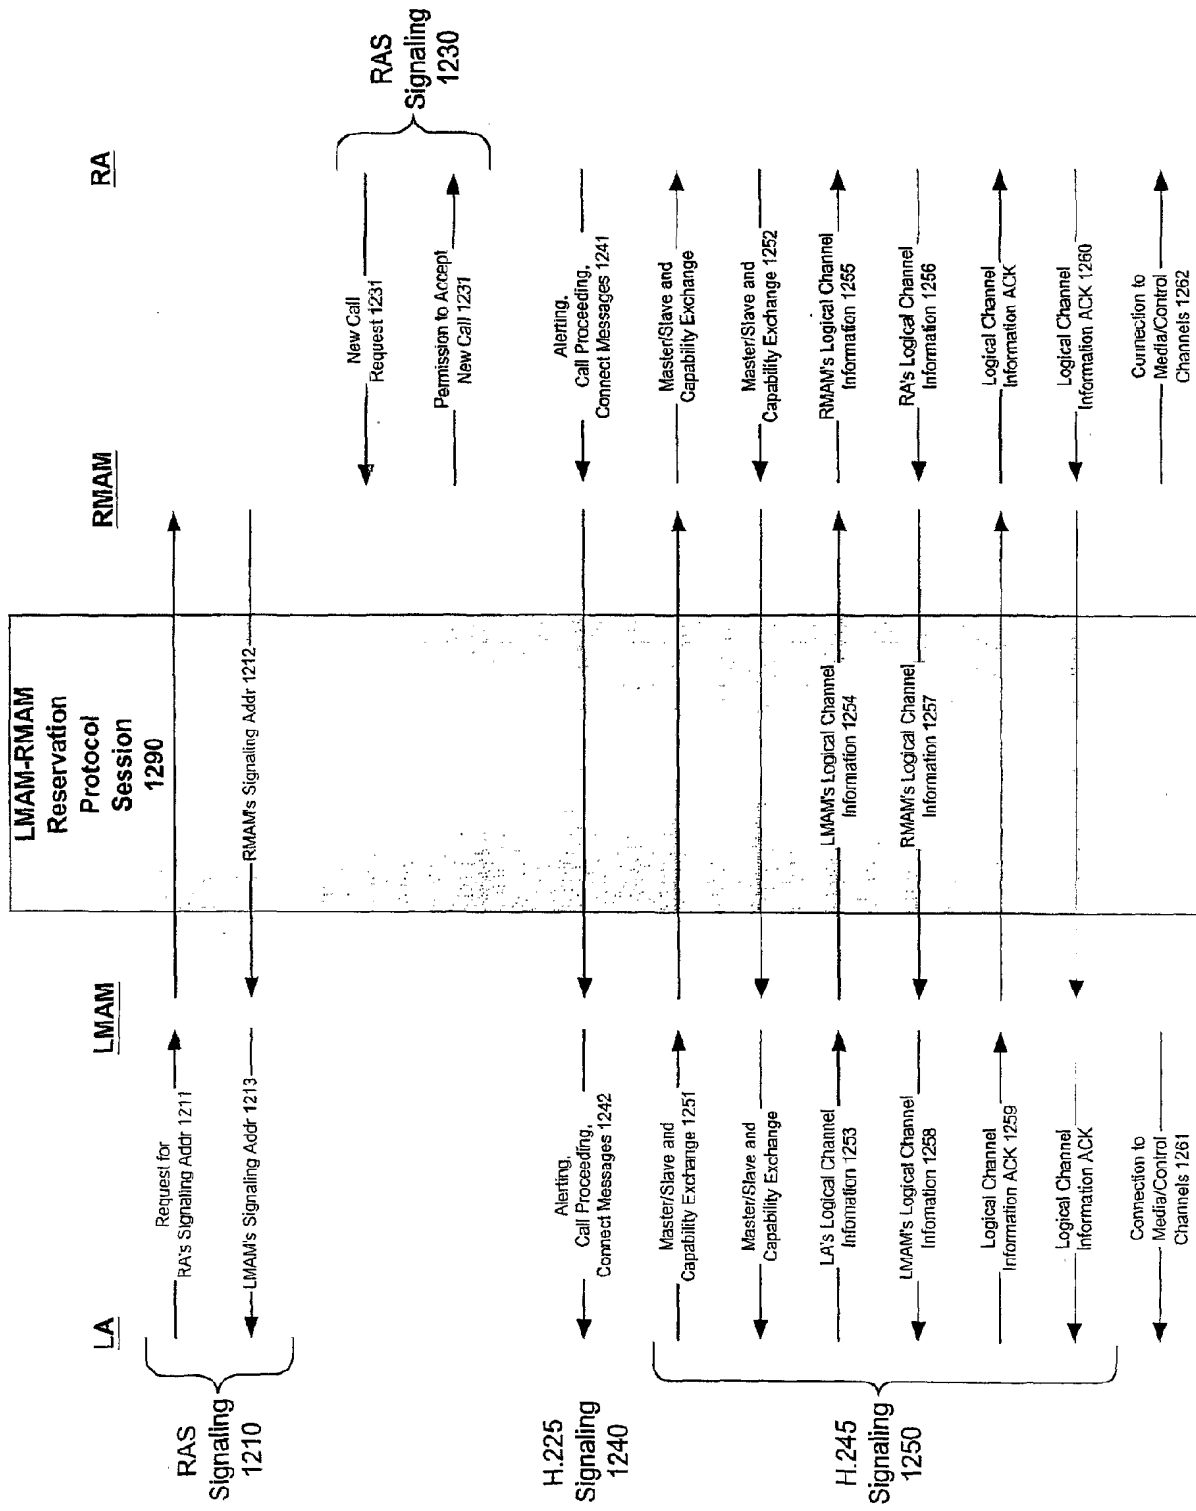 LA
LMAM
LMAM-RMAM
Reservation
Protocol
Session
1290
RMAM
RA
RAS
Signaling
1210
Request for
RA's Signaling Addr 1211
LMAM's Signaling Addr 1213
RMAM's Signaling Addr 1212
New Call
Request 1231
Permission to Accept
New Call 1231
RAS
Signaling
1230
H.225
Signaling
1240
Alerting,
Call Proceeding,
Connect Messages 1242
Alerting,
Call Proceeding,
Connect Messages 1241
H.245
Signaling
1250
Master/Slave and
Capability Exchange 1251
Master/Slave and
Capability Exchange
Master/Slave and
Capability Exchange
Master/Slave and
Capability Exchange 1252
LA's Logical Channel
Infomation 1253
LMAM's Logical Channel
Information 1254
RMAM's Logical Channel
Information 1255
LMAM's Logical Channel
Information 1258
RMAM's Logical Channel
Information 1257
RA's Logical Channel
Information 1256
Logical Channel
Information ACK 1259
Logical Channel
Information ACK
Logical Channel
Information ACK
Logical Channel
Information ACK 1260
Connection to
Media/Control
Channels 1261
Connection to
Media/Control
Channels 1262